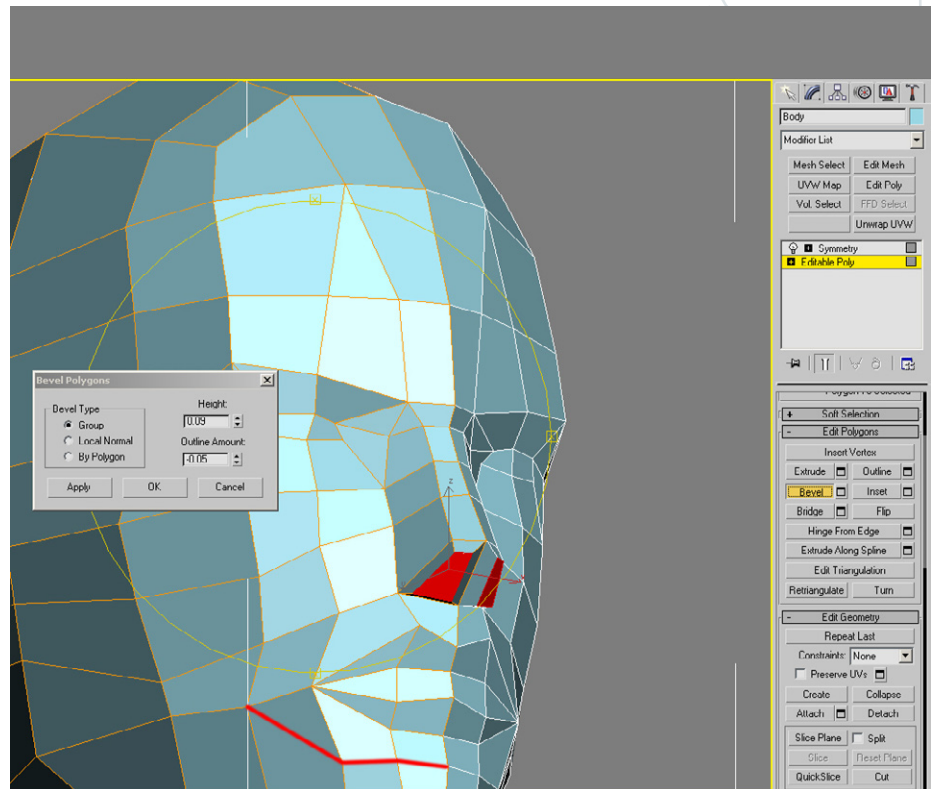 Body
Modifier List
Mesh Select Edit Mesh
UVW Map Edit Poly
Vol. Select FFD Select
Unwrap UVW
Symmetry
Editable Poly
Bevel Polygons
Bevel Type
Group
Local Normal
By Polygon
Height:
0.09
Outline Amount:
-0.05
Apply OK Cancel
z
+ Soft Selection
- Edit Polygons
Insert Vertex
Extrude Outline
Bevel Inset
Bridge Flip
Hinge From Edge
Extrude Along Spline
Edit Triangulation
Retriangulate Turn
- Edit Geometry
Repeat Last
Constraints: None
Preserve UVs
Create Collapse
Attach Detach
Slice Plane Split
Slice Reset Plane
QuickSlice Cut